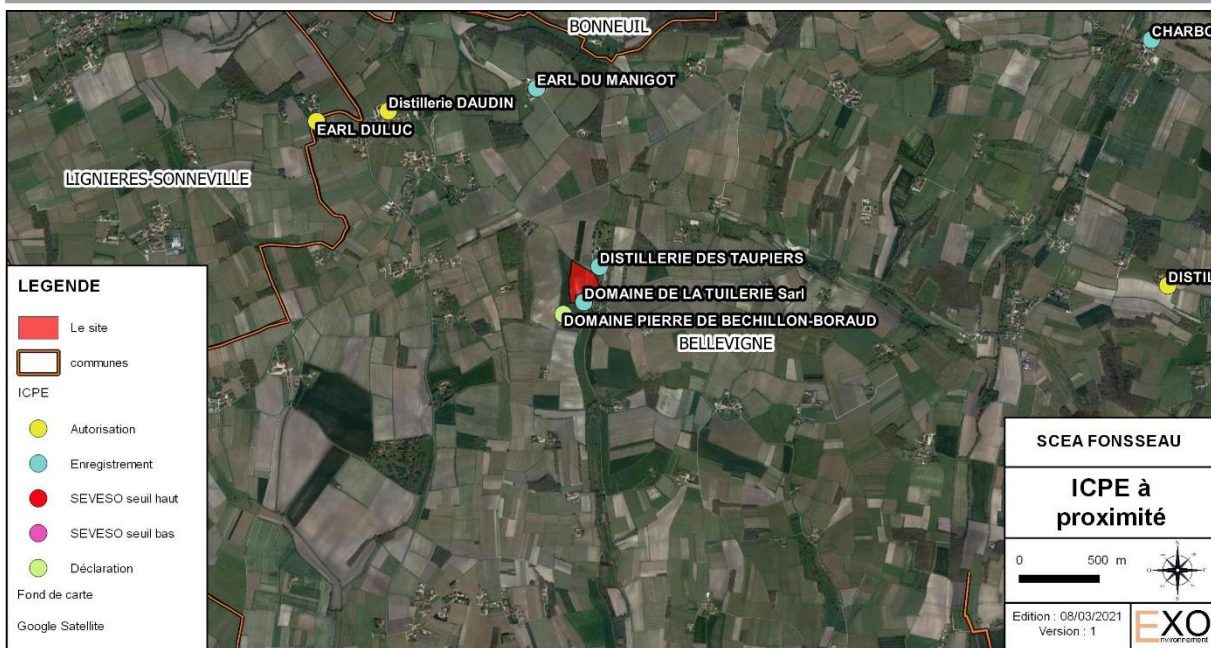 BONNEUIL
CHARBO
EARL DU MANIGOT
Distillerie DAUDIN
EARL DULUC
LIGNIERES-SONNEVILLE
DISTILLERIE DES TAUPIERS
DISTIL
DOMAINE DE LA TUILERIE Sarl
DOMAINE PIERRE DE BECHILLON-BORAUD
BELLEVIGNE
LEGENDE
Le site
communes
ICPE
Autorisation
Enregistrement
SEVESO seuil haut
SEVESO seuil bas
Déclaration
Fond de carte
Google Satellite
SCEA FONSSEAU
ICPE à
proximité
0 500 m
Edition : 08/03/2021
Version : 1
EXO
nvironnement